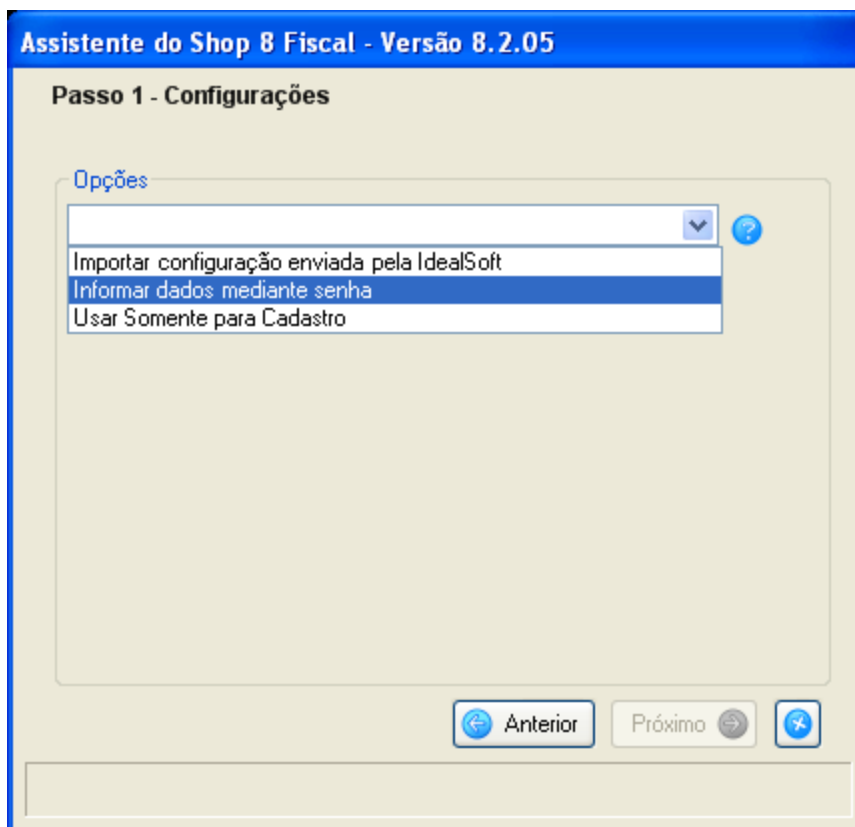 Assistente do Shop 8 Fiscal - Versão 8.2.05
Passo 1 - Configurações
Opções
Importar configuração enviada pela IdealSoft
Informar dados mediante senha
Usar Somente para Cadastro
Anterior Próximo